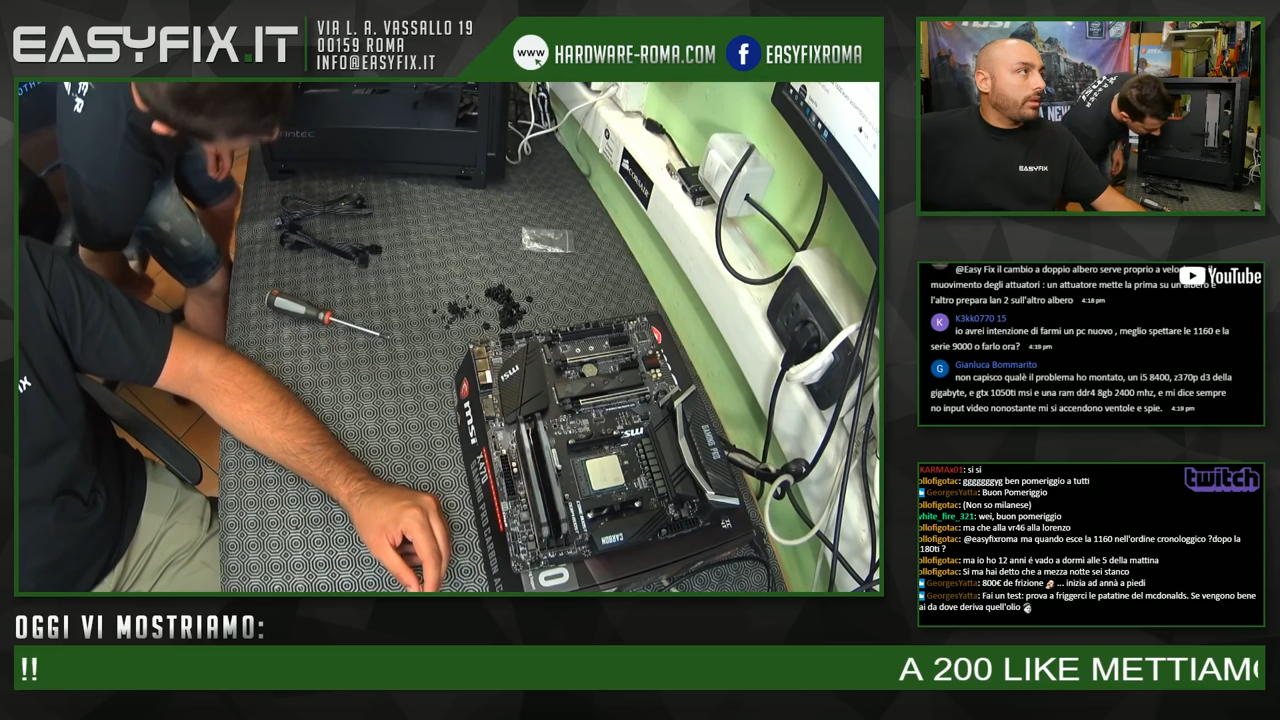 EASYFIX.IT
VIA L. A. VASSALLO 19
00159 ROMA
INFO@EASYFIX.IT
WWW
HARDWARE-ROMA.COM
EASYFIXROMA
EASYFIX
@Easy Fix il cambio a doppio albero serve proprio a
YouTube
muovimento degli attuatori : un attuatore mette la prima su un albero e
l'altro prepara lan 2 sull'altro albero 4:18 pm
K
K3kk0770 15
io avrei intenzione di farmi un pc nuovo , meglio spettare le 1160 e la
serie 9000 o farlo ora? 4:19 pm
G
Gianluca Bommarito
non capisco qualè il problema ho montato, un i5 8400, z370p d3 della
gigabyte, e gtx 1050ti msi e una ram ddr4 8gb 2400 mhz, e mi dice sempre
no input video nonostante mi si accendono ventole e spie. 4:19 pm
twitch
KARMAx01: si si
ollofigotac: gggggggyg ben pomeriggio a tutti
GeorgesYatta: Buon Pomeriggio
ollofigotac: (Non so milanese)
white_fire_321: wei, buon pomeriggio
ollofigotac: ma che alla vr46 alla lorenzo
ollofigotac: @easyfixroma ma quando esce la 1160 nell'ordine cronologgico ?dopo la
180ti ?
ollofigotac: ma io ho 12 anni é vado a dormì alle 5 della mattina
ollofigotac: Si ma hai detto che a mezza notte sei stanco
GeorgesYatta: 800€ de frizione ... inizia ad annà a piedi
GeorgesYatta: Fai un test: prova a friggerci le patatine del mcdonalds. Se vengono bene
ai da dove deriva quell'olio
msi
msi
X470
msi
GAMING PRO
CARBON
OGGI VI MOSTRIAMO:
!!
A 200 LIKE METTIAMO